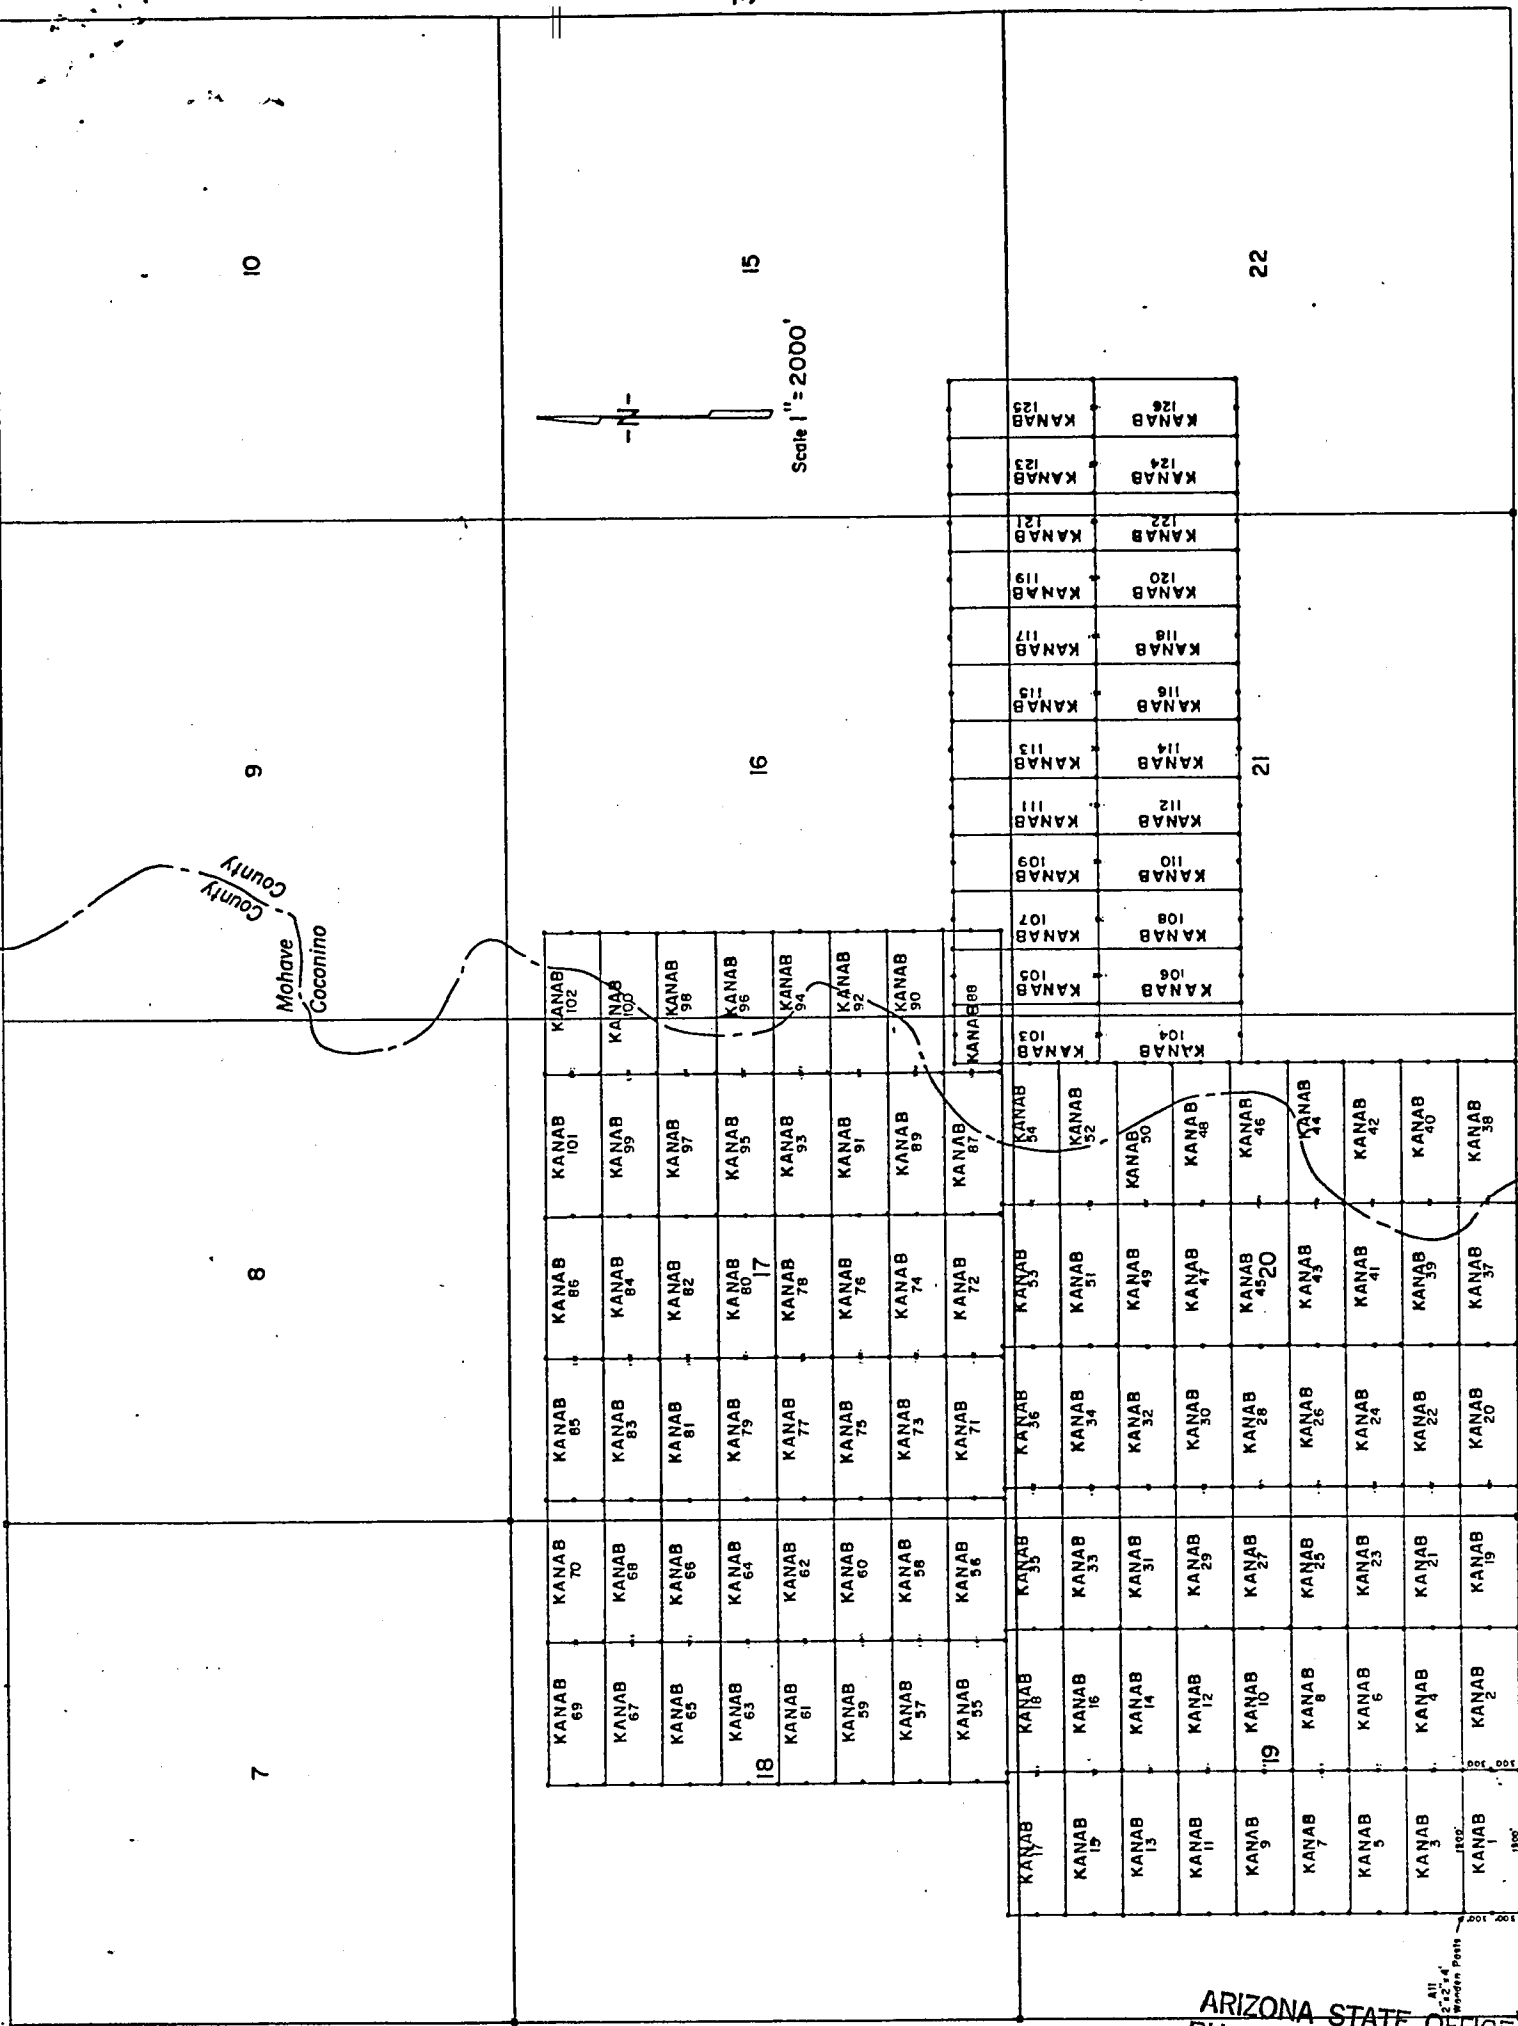 7
8
9
10
Mohave County
Coconino County
18
17
16
15
Scale 1" = 2000'
-N-
19
20
21
22
KANAB 69
KANAB 70
KANAB 85
KANAB 86
KANAB 101
KANAB 102
KANAB 67
KANAB 68
KANAB 83
KANAB 84
KANAB 99
KANAB 100
KANAB 65
KANAB 66
KANAB 81
KANAB 82
KANAB 97
KANAB 98
KANAB 63
KANAB 64
KANAB 79
KANAB 80
KANAB 95
KANAB 96
KANAB 61
KANAB 62
KANAB 77
KANAB 78
KANAB 93
KANAB 94
KANAB 59
KANAB 60
KANAB 75
KANAB 76
KANAB 91
KANAB 92
KANAB 57
KANAB 58
KANAB 73
KANAB 74
KANAB 89
KANAB 90
KANAB 55
KANAB 56
KANAB 71
KANAB 72
KANAB 87
KANAB 88
KANAB 17
KANAB 18
KANAB 35
KANAB 36
KANAB 53
KANAB 54
KANAB 15
KANAB 16
KANAB 33
KANAB 34
KANAB 51
KANAB 52
KANAB 13
KANAB 14
KANAB 31
KANAB 32
KANAB 49
KANAB 50
KANAB 11
KANAB 12
KANAB 29
KANAB 30
KANAB 47
KANAB 48
KANAB 9
KANAB 10
KANAB 27
KANAB 28
KANAB 45
KANAB 46
KANAB 7
KANAB 8
KANAB 25
KANAB 26
KANAB 43
KANAB 44
KANAB 5
KANAB 6
KANAB 23
KANAB 24
KANAB 41
KANAB 42
KANAB 3
KANAB 4
KANAB 21
KANAB 22
KANAB 39
KANAB 40
KANAB 1
KANAB 2
KANAB 19
KANAB 20
KANAB 37
KANAB 38
KANAB 103
KANAB 105
KANAB 107
KANAB 109
KANAB 111
KANAB 113
KANAB 115
KANAB 117
KANAB 119
KANAB 121
KANAB 123
KANAB 125
KANAB 104
KANAB 106
KANAB 108
KANAB 110
KANAB 112
KANAB 114
KANAB 116
KANAB 118
KANAB 120
KANAB 122
KANAB 124
KANAB 126
1500'
1500'
300'
300'
300'
300'
All
2"x2"x4'
Wooden Posts
ARIZONA STATE OFFICE